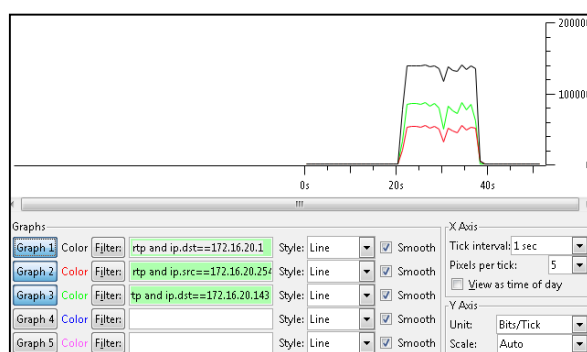 200000
100000
0s 20s 40s
Graphs
Graph 1 Color Filter: rtp and ip.dst==172.16.20.1 Style: Line Smooth
Graph 2 Color Filter: rtp and ip.src==172.16.20.254 Style: Line Smooth
Graph 3 Color Filter: tp and ip.dst==172.16.20.143 Style: Line Smooth
Graph 4 Color Filter: Style: Line Smooth
Graph 5 Color Filter: Style: Line Smooth
X Axis
Tick interval: 1 sec
Pixels per tick: 5
View as time of day
Y Axis
Unit: Bits/Tick
Scale: Auto